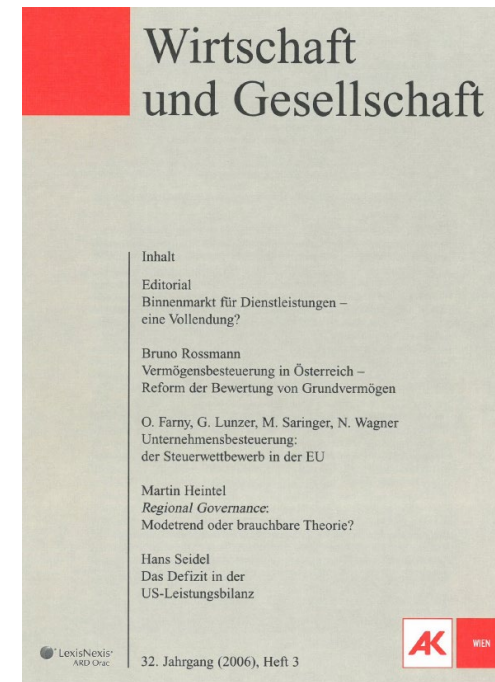 Wirtschaft
und Gesellschaft
Inhalt
Editorial
Binnenmarkt für Dienstleistungen –
eine Vollendung?
Bruno Rossmann
Vermögensbesteuerung in Österreich –
Reform der Bewertung von Grundvermögen
O. Farny, G. Lunzer, M. Saringer, N. Wagner
Unternehmensbesteuerung:
der Steuerwettbewerb in der EU
Martin Heintel
Regional Governance:
Modetrend oder brauchbare Theorie?
Hans Seidel
Das Defizit in der
US-Leistungsbilanz
LexisNexis®
ARD Orac
32. Jahrgang (2006), Heft 3
AK
WIEN